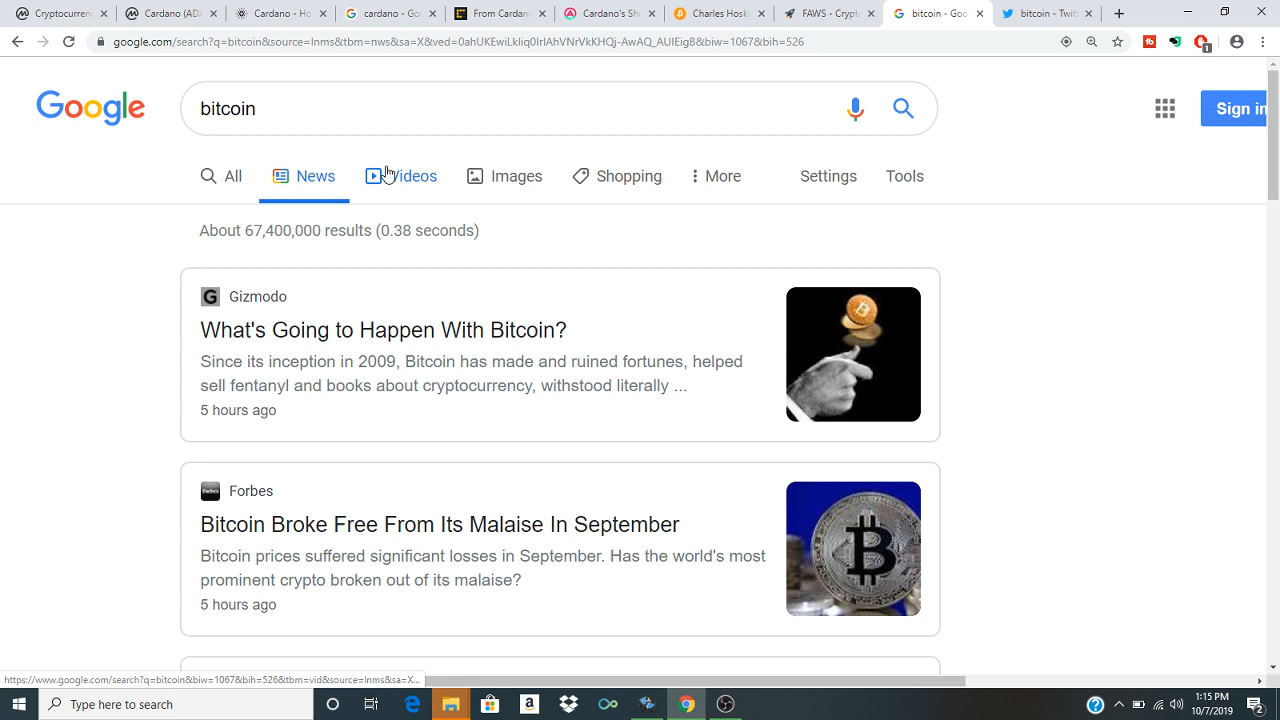 Cryptocurren
Cardano (ADA
Cardano - Ho
cardano - Go
From Cardan
Cardano's She
Charles Hosk
FAWS - Crypt
bitcoin - Goo
bitcoin - Twitt
google.com/search?q=bitcoin&source=lnms&tbm=nws&sa=X&ved=0ahUKEwiLkIiq0IrlAhVNrVkKHQj-AwAQ_AUIEigB&biw=1067&bih=526
1
Google
bitcoin
Sign in
All
News
Videos
Images
Shopping
More
Settings
Tools
About 67,400,000 results (0.38 seconds)
Gizmodo
What's Going to Happen With Bitcoin?
Since its inception in 2009, Bitcoin has made and ruined fortunes, helped
sell fentanyl and books about cryptocurrency, withstood literally ...
5 hours ago
Forbes
Bitcoin Broke Free From Its Malaise In September
Bitcoin prices suffered significant losses in September. Has the world's most
prominent crypto broken out of its malaise?
5 hours ago
https://www.google.com/search?q=bitcoin&biw=1067&bih=526&tbm=vid&source=lnms&sa=X...
Type here to search
1:15 PM
10/7/2019
2